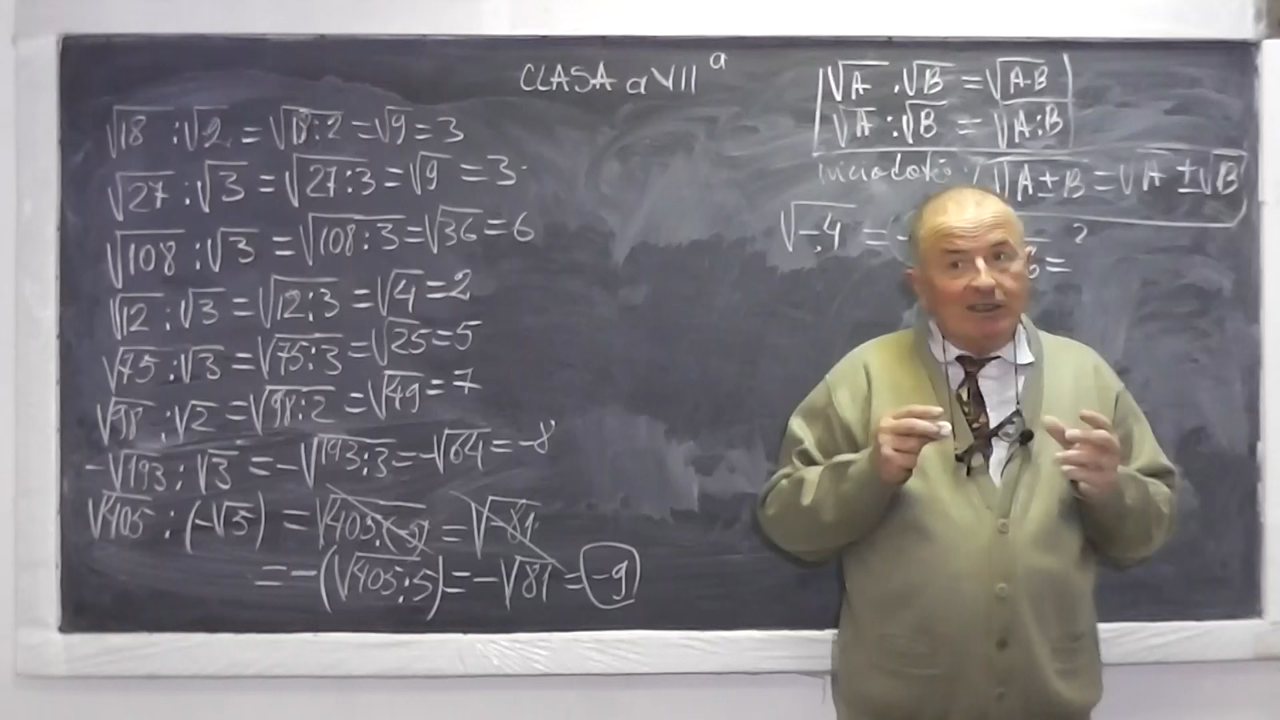 CLASA a VII a
√18 : √2 = √18:2 = √9 = 3
√27 : √3 = √27:3 = √9 = 3
√108 : √3 = √108:3 = √36 = 6
√12 : √3 = √12:3 = √4 = 2
√75 : √3 = √75:3 = √25 = 5
√98 : √2 = √98:2 = √49 = 7
-√193 : √3 = -√193:3 = -√64 = -8
√405 : (-√5) = √405:(-5) = √-81
= -(√405:5) = -√81 = -9
√A · √B = √A·B
√A : √B = √A:B
niciodată: √A±B = √A ± √B
√-4 =
= ?